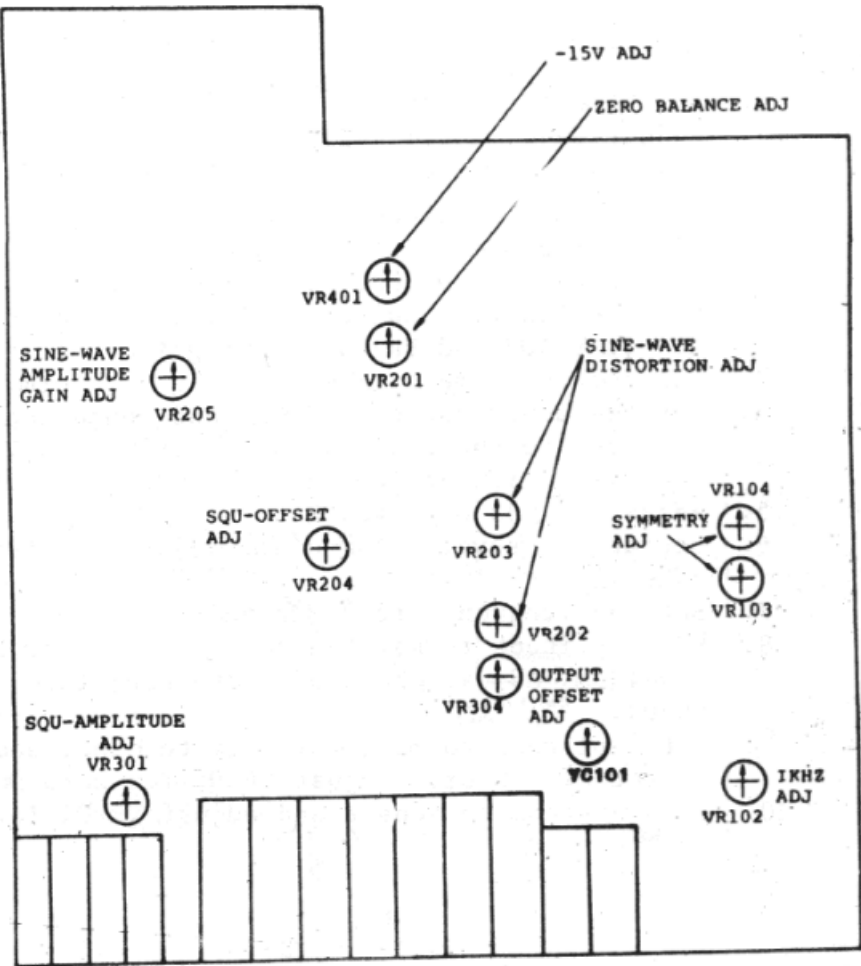 -15V ADJ
ZERO BALANCE ADJ
VR401
VR201
SINE-WAVE
AMPLITUDE
GAIN ADJ
VR205
SINE-WAVE
DISTORTION ADJ
SQU-OFFSET
ADJ
VR204
VR203
VR104
SYMMETRY
ADJ
VR103
VR202
VR304
OUTPUT
OFFSET
ADJ
VC101
SQU-AMPLITUDE
ADJ
VR301
1KHZ
ADJ
VR102